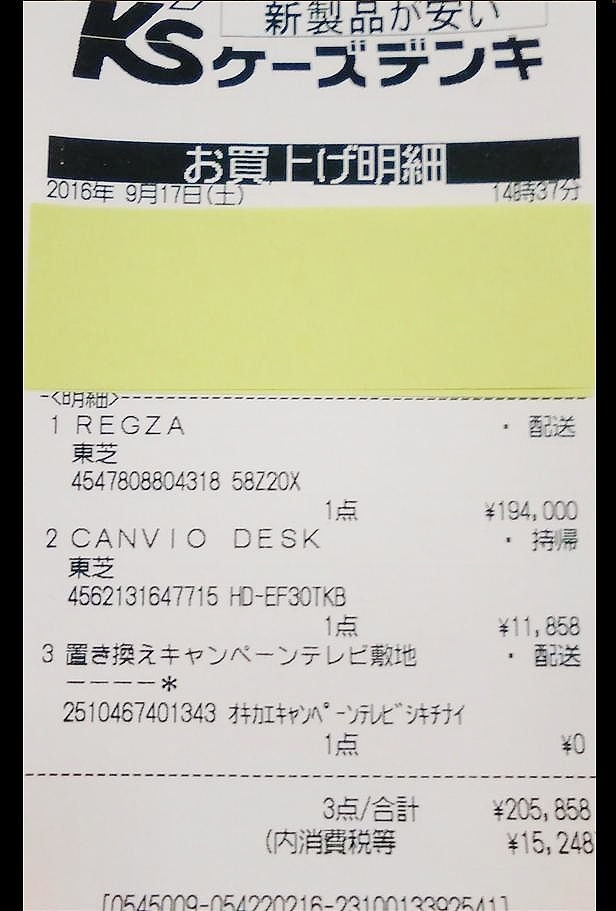 新製品が安い
K'S ケーズデンキ
お買上げ明細
2016年 9月17日(土) 14時37分
-<明細>
1 REGZA ・ 配送
東芝
4547808804318 58Z20X
1点 ¥194,000
2 CANVIO DESK ・ 持帰
東芝
4562131647715 HD-EF30TKB
1点 ¥11,858
3 置き換えキャンペーンテレビ敷地 ・ 配送
ーーーー*
2510467401343 オキカエキャンペーンテレビシキチナイ
1点 ¥0
3点/合計 ¥205,858
(内消費税等 ¥15,248
[0545009-054220216-2310013392541]